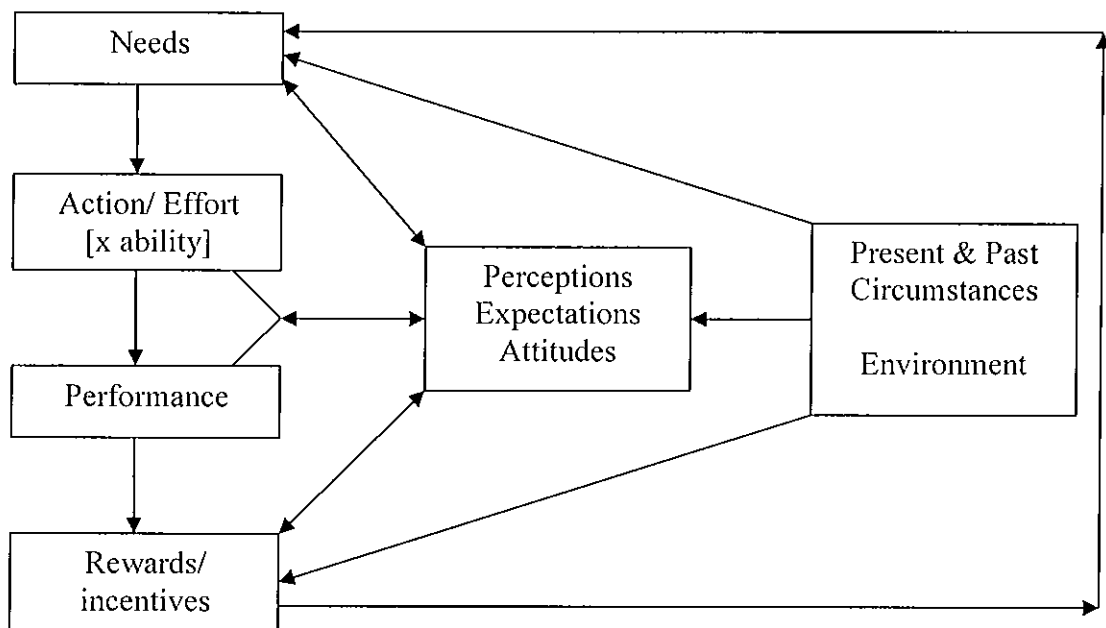 Needs
Action/ Effort
[x ability]
Performance
Rewards/
incentives
Perceptions
Expectations
Attitudes
Present & Past
Circumstances
Environment